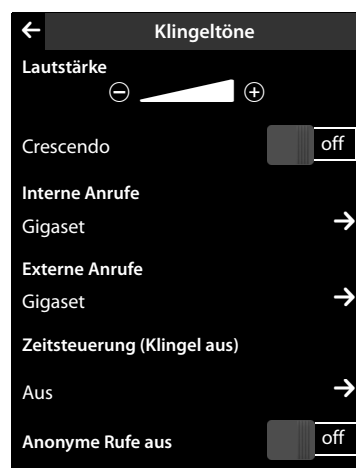 Klingeltöne
Lautstärke
Crescendo off
Interne Anrufe
Gigaset
Externe Anrufe
Gigaset
Zeitsteuerung (Klingel aus)
Aus
Anonyme Rufe aus off